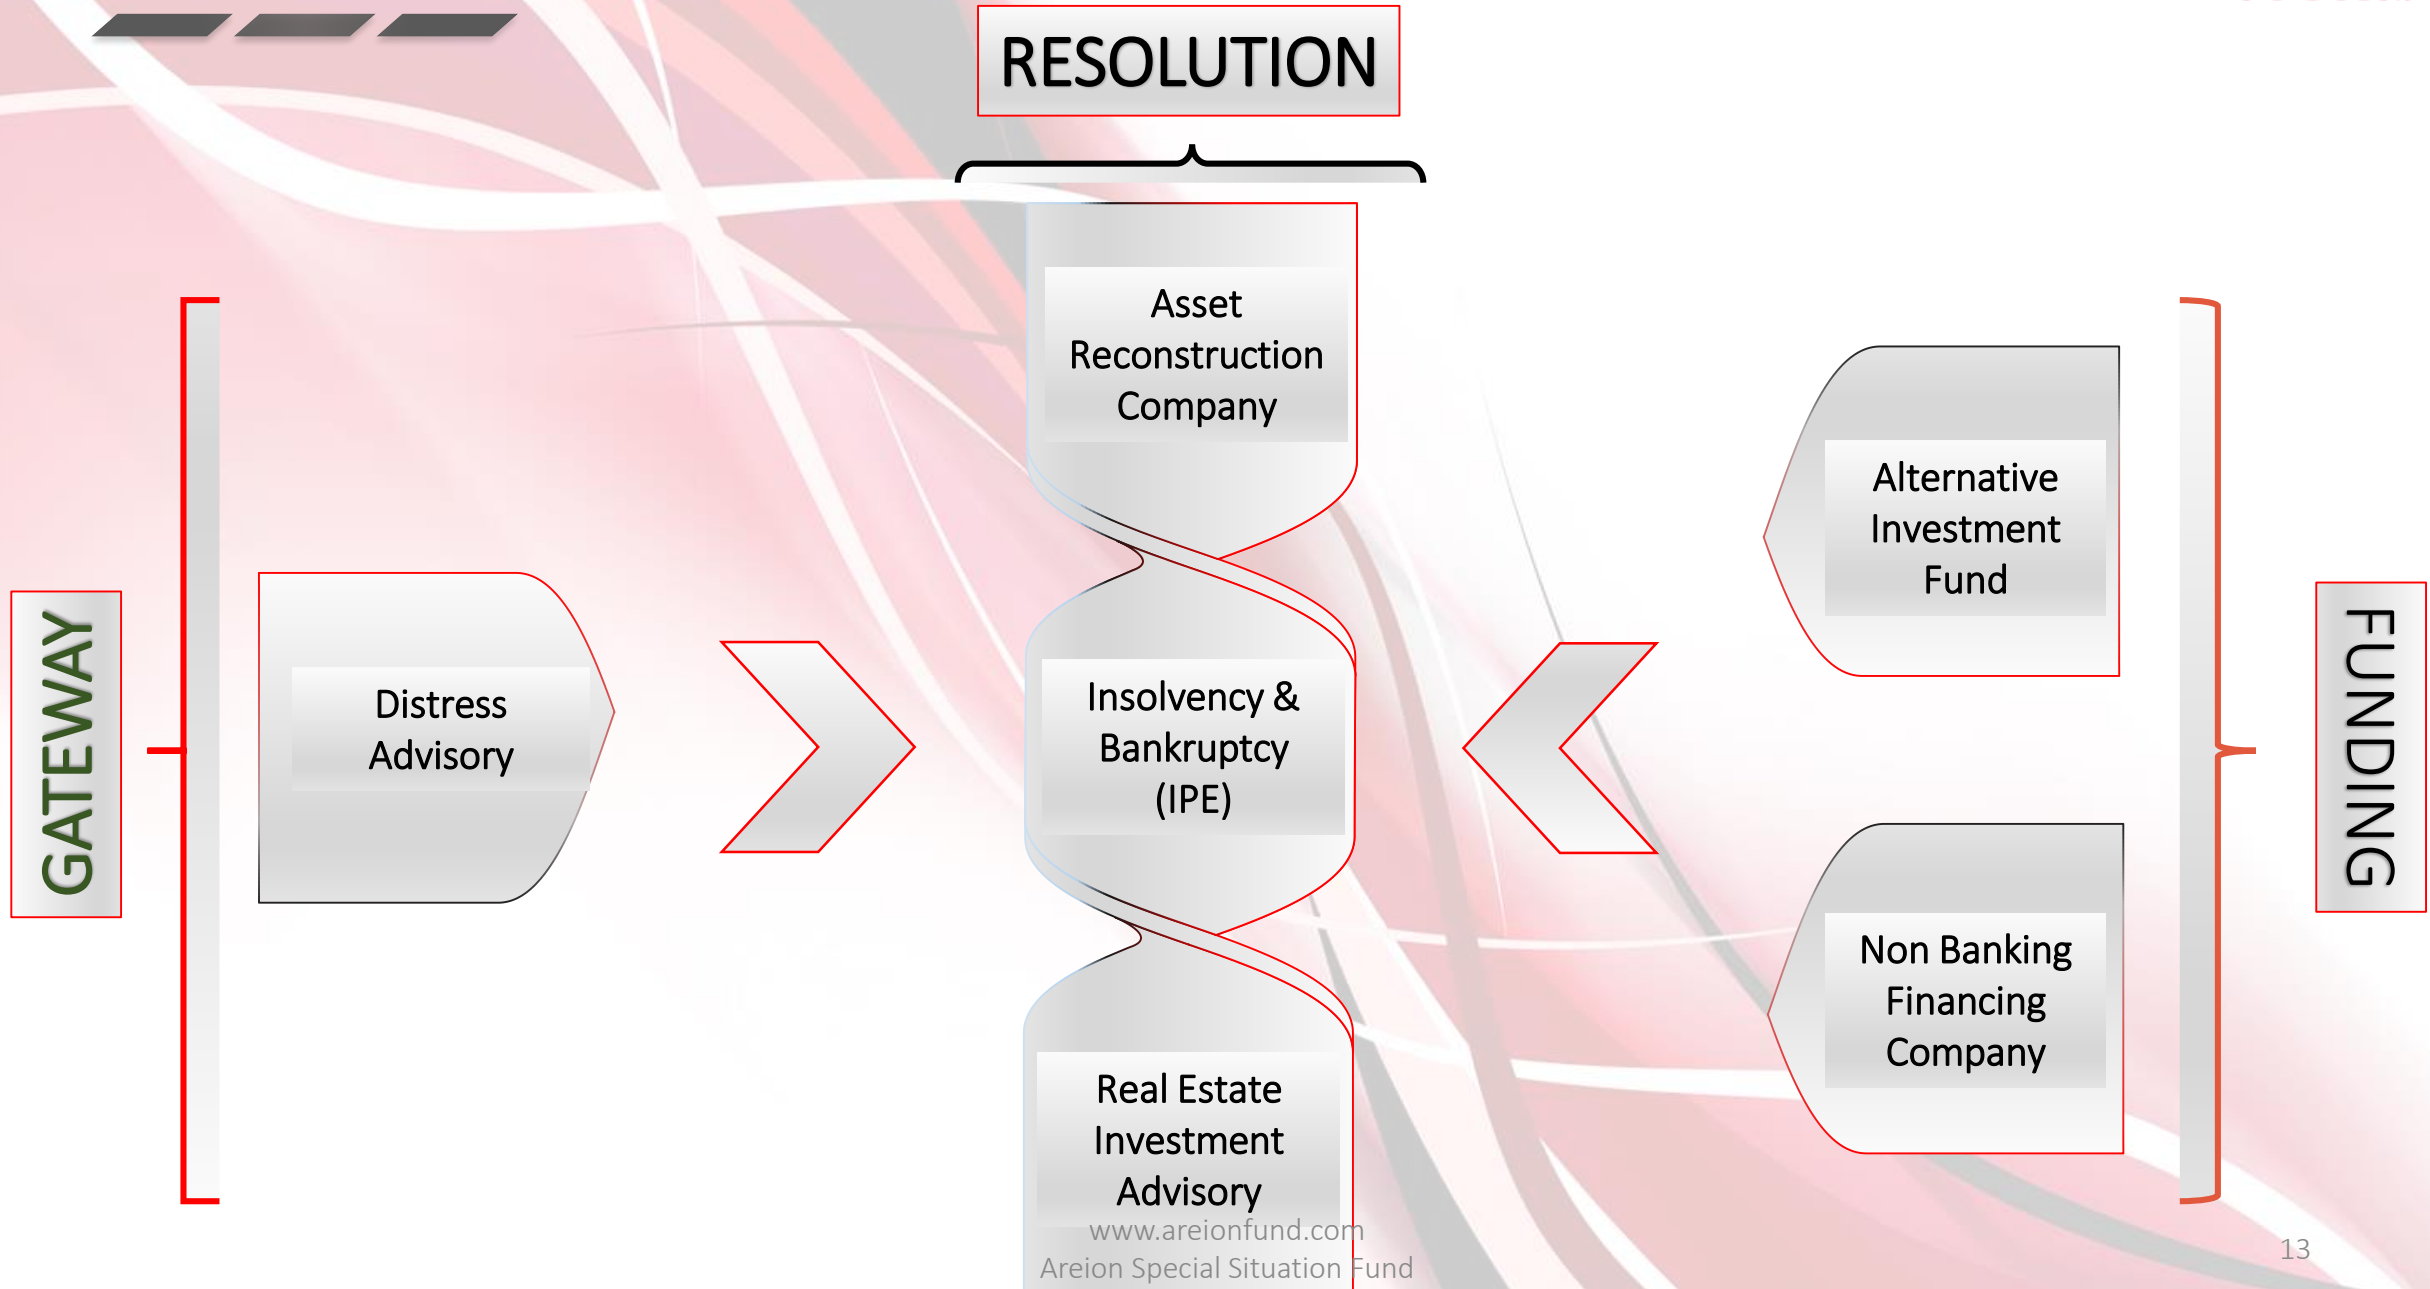 RESOLUTION
GATEWAY
Distress
Advisory
Asset
Reconstruction
Company
Insolvency &
Bankruptcy
(IPE)
Real Estate
Investment
Advisory
Alternative
Investment
Fund
Non Banking
Financing
Company
FUNDING
www.areionfund.com
Areion Special Situation Fund
13